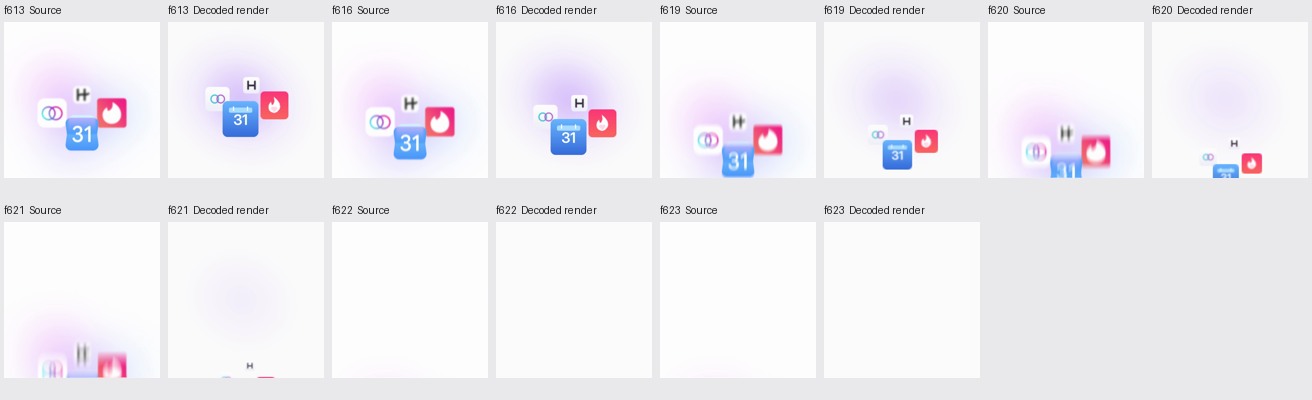 f613 Source f613 Decoded render f616 Source f616 Decoded render f619 Source f619 Decoded render f620 Source f620 Decoded render
H H H H H H H H
31 31 31 31 31 31 31 31
f621 Source f621 Decoded render f622 Source f622 Decoded render f623 Source f623 Decoded render
H